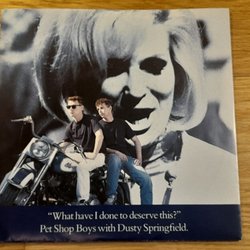 “What have I done to deserve this?”
Pet Shop Boys with Dusty Springfield.